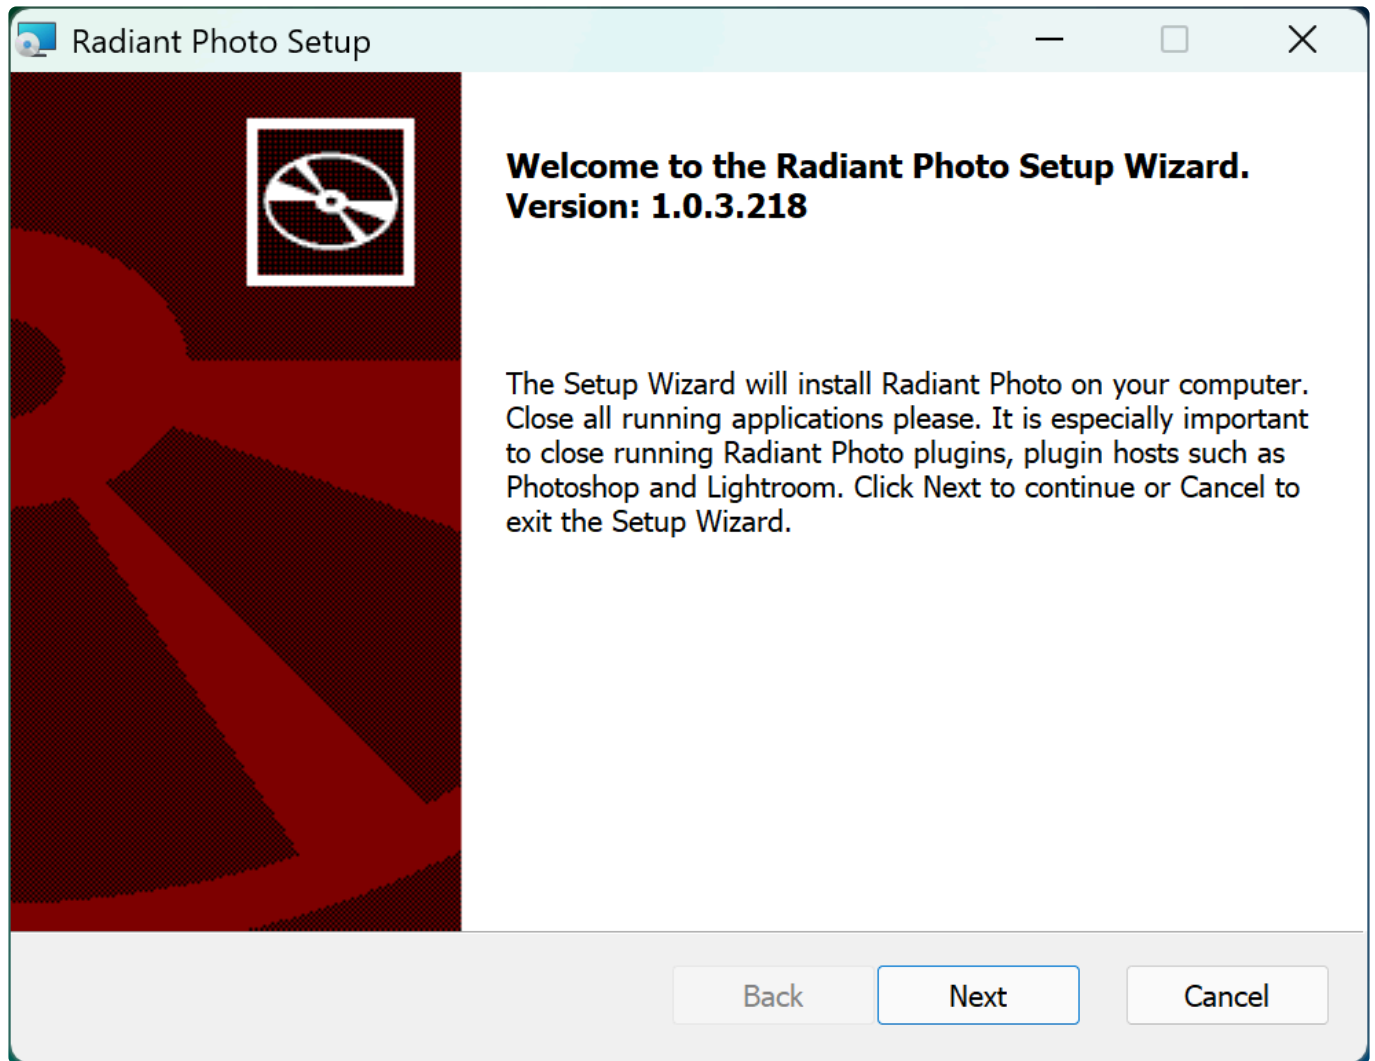 Radiant Photo Setup
Welcome to the Radiant Photo Setup Wizard.
Version: 1.0.3.218
The Setup Wizard will install Radiant Photo on your computer.
Close all running applications please. It is especially important
to close running Radiant Photo plugins, plugin hosts such as
Photoshop and Lightroom. Click Next to continue or Cancel to
exit the Setup Wizard.
Back Next Cancel